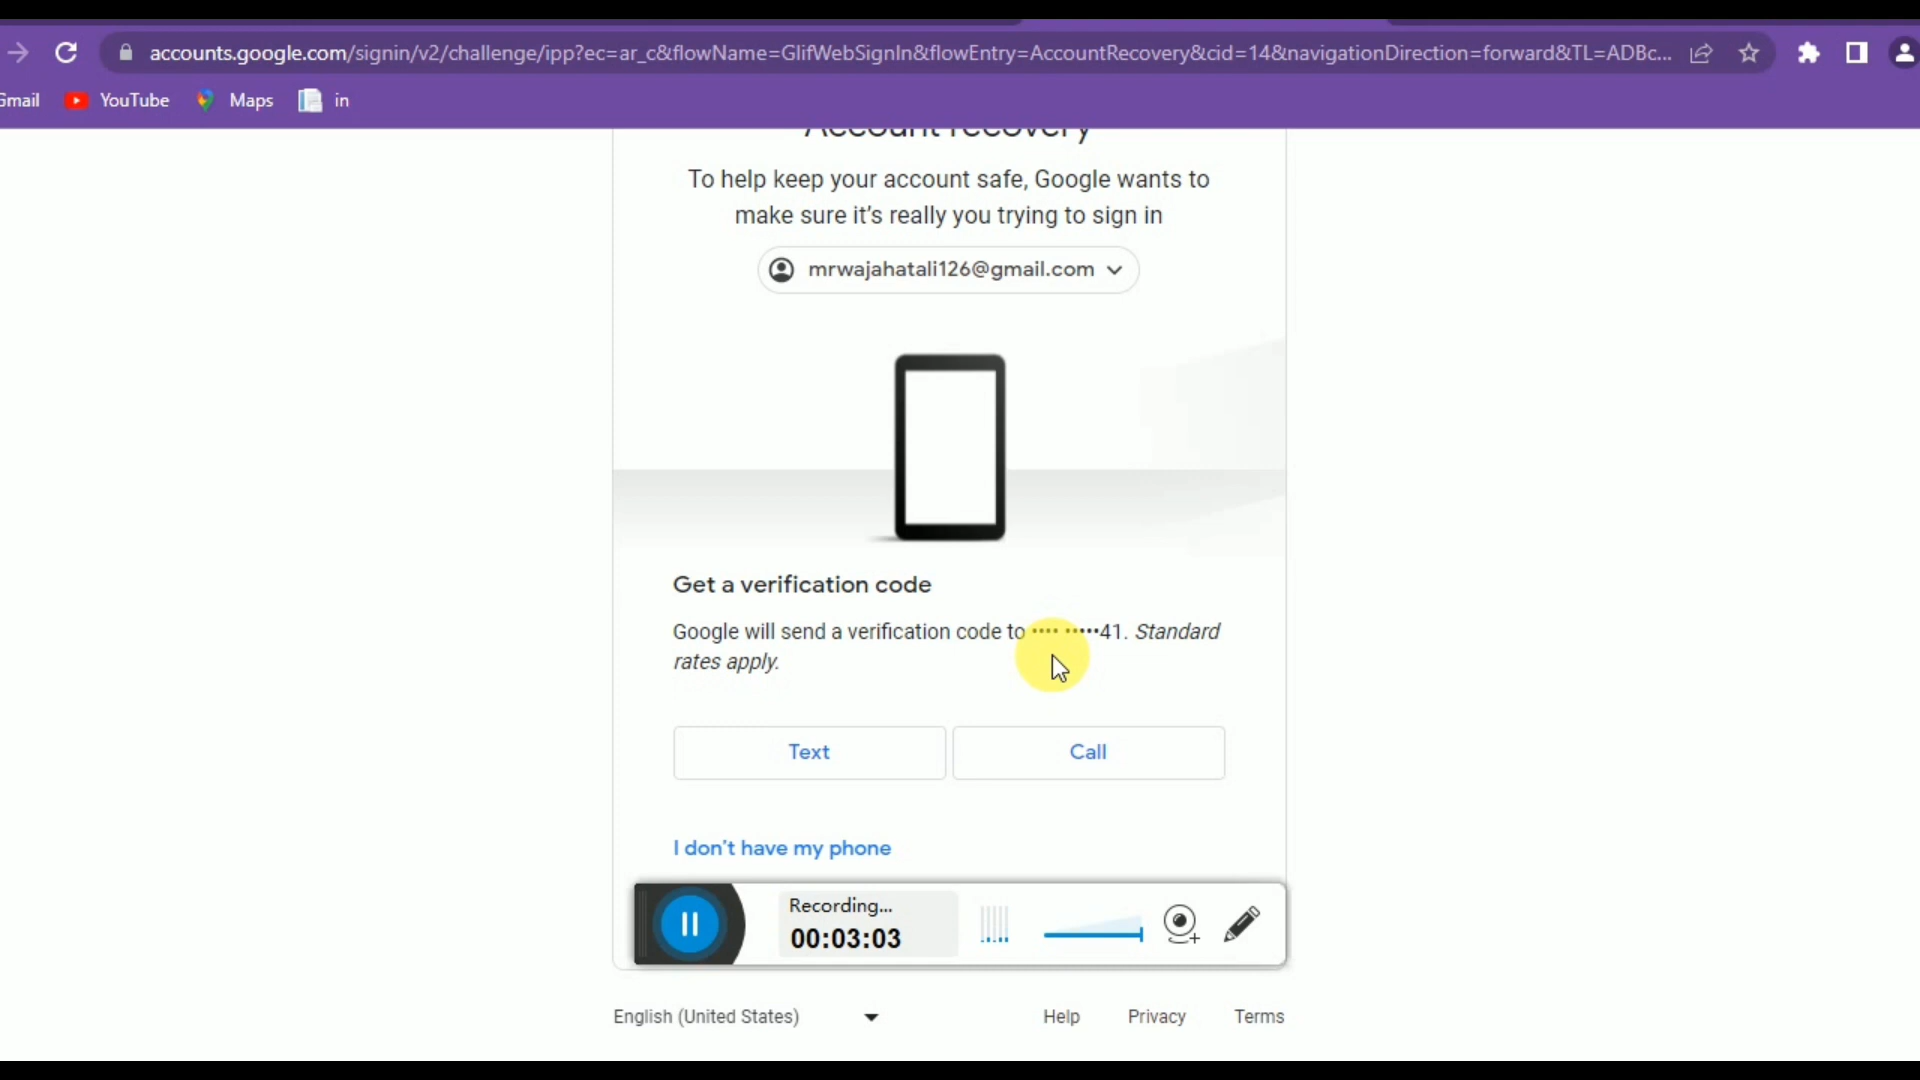 accounts.google.com/signin/v2/challenge/ipp?ec=ar_c&flowName=GlifWebSignIn&flowEntry=AccountRecovery&cid=14&navigationDirection=forward&TL=ADBc...
Gmail YouTube Maps in
Account recovery
To help keep your account safe, Google wants to
make sure it's really you trying to sign in
mrwajahatali126@gmail.com
Get a verification code
Google will send a verification code to •••• •••••41. Standard
rates apply.
Text Call
I don't have my phone
Recording...
00:03:03
English (United States) Help Privacy Terms